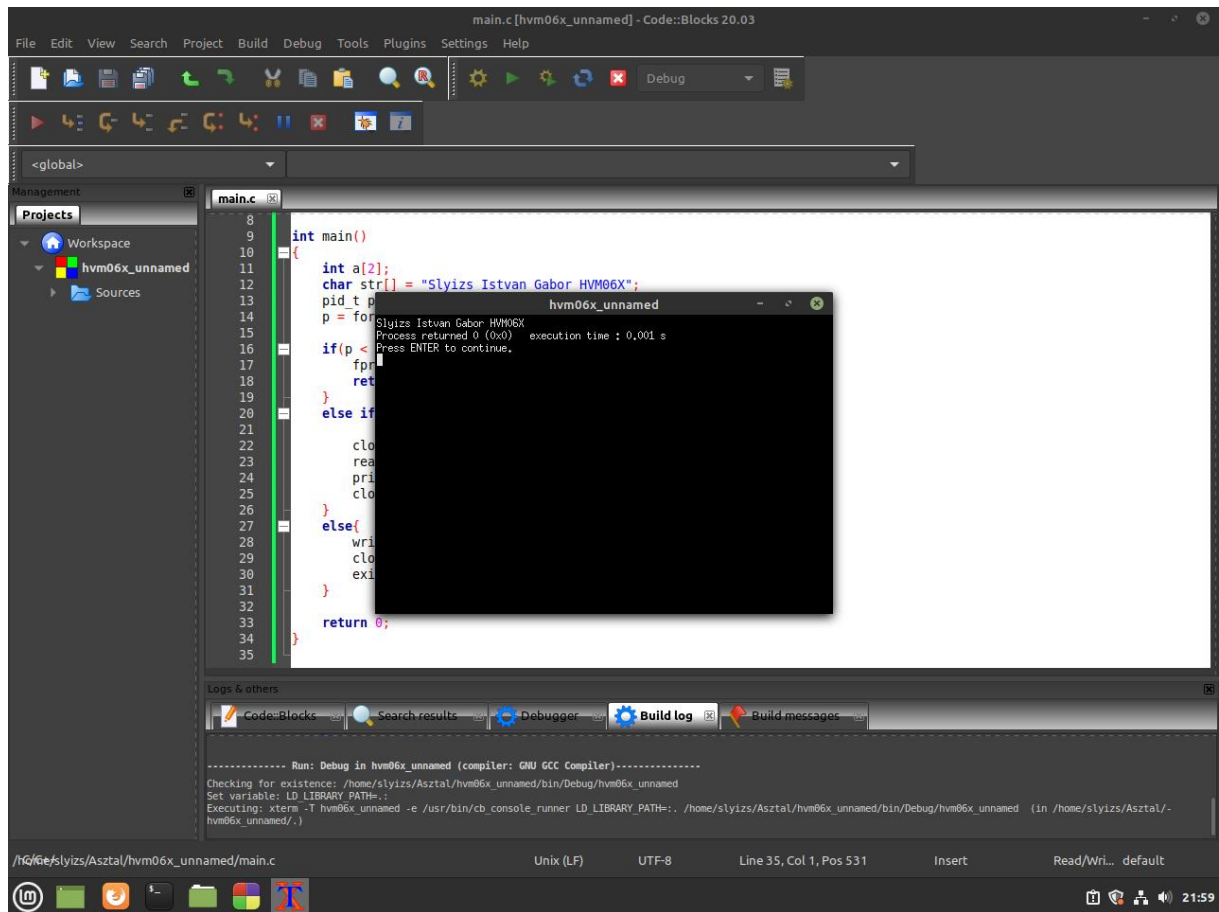 main.c [hvm06x_unnamed] - Code::Blocks 20.03
File Edit View Search Project Build Debug Tools Plugins Settings Help
Debug
<global>
Management
Projects
Workspace
hvm06x_unnamed
Sources
main.c
8
9 int main()
10 {
11 int a[2];
12 char str[] = "Slyizs Istvan Gabor HVM06X";
13 pid_t p
14 p = for
15
16 if(p <
17 fpr
18 ret
19 }
20 else if
21
22 clo
23 rea
24 pri
25 clo
26 }
27 else{
28 wri
29 clo
30 exi
31 }
32
33 return 0;
34 }
35
hvm06x_unnamed
Slyizs Istvan Gabor HVM06X
Process returned 0 (0x0) execution time : 0.001 s
Press ENTER to continue.
Logs & others
Code::Blocks Search results Debugger Build log Build messages
-------------- Run: Debug in hvm06x_unnamed (compiler: GNU GCC Compiler)---------------
Checking for existence: /home/slyizs/Asztal/hvm06x_unnamed/bin/Debug/hvm06x_unnamed
Set variable: LD_LIBRARY_PATH=.:
Executing: xterm -T hvm06x_unnamed -e /usr/bin/cb_console_runner LD_LIBRARY_PATH=:. /home/slyizs/Asztal/hvm06x_unnamed/bin/Debug/hvm06x_unnamed (in /home/slyizs/Asztal/-
hvm06x_unnamed/.)
/home/slyizs/Asztal/hvm06x_unnamed/main.c Unix (LF) UTF-8 Line 35, Col 1, Pos 531 Insert Read/Wri... default
21:59